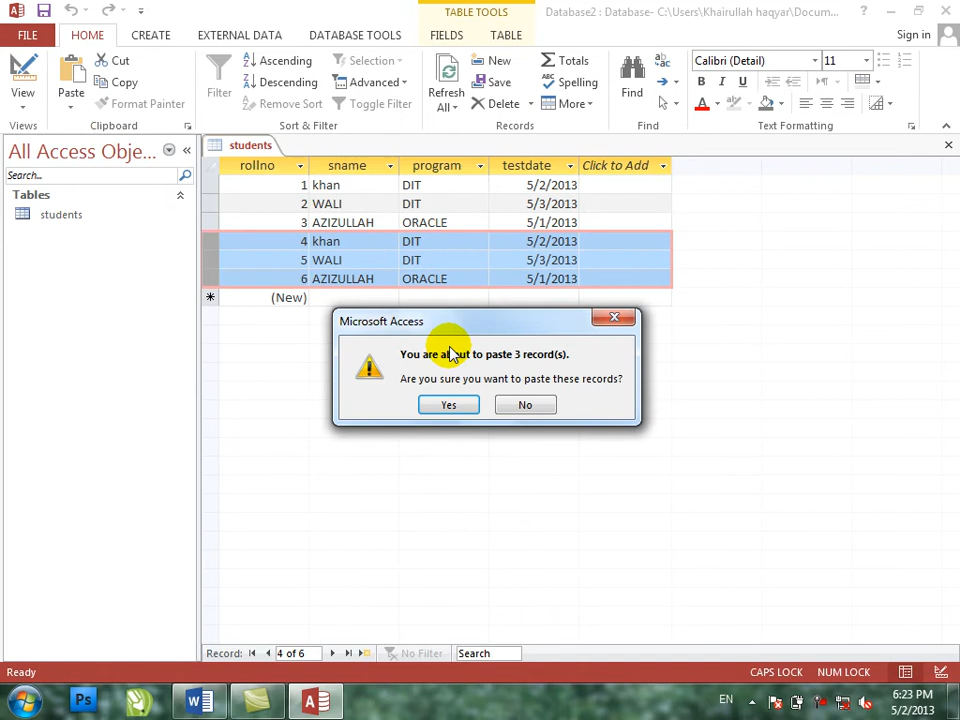 TABLE TOOLS
Database2 : Database- C:\Users\Khairullah haqyar\Docum...
FILE HOME CREATE EXTERNAL DATA DATABASE TOOLS FIELDS TABLE Sign in
View
Views
Paste
Cut
Copy
Format Painter
Clipboard
Filter
Ascending
Descending
Remove Sort
Selection
Advanced
Toggle Filter
Sort & Filter
Refresh
All
New
Save
Delete
Totals
Spelling
More
Records
Find
Find
Calibri (Detail) 11
B I U
Text Formatting
All Access Obje...
Search...
Tables
students
students
rollno sname program testdate Click to Add
1 khan DIT 5/2/2013
2 WALI DIT 5/3/2013
3 AZIZULLAH ORACLE 5/1/2013
4 khan DIT 5/2/2013
5 WALI DIT 5/3/2013
6 AZIZULLAH ORACLE 5/1/2013
(New)
Microsoft Access
You are about to paste 3 record(s).
Are you sure you want to paste these records?
Yes No
Record: 4 of 6 No Filter Search
Ready CAPS LOCK NUM LOCK
Ps
EN
6:23 PM
5/2/2013